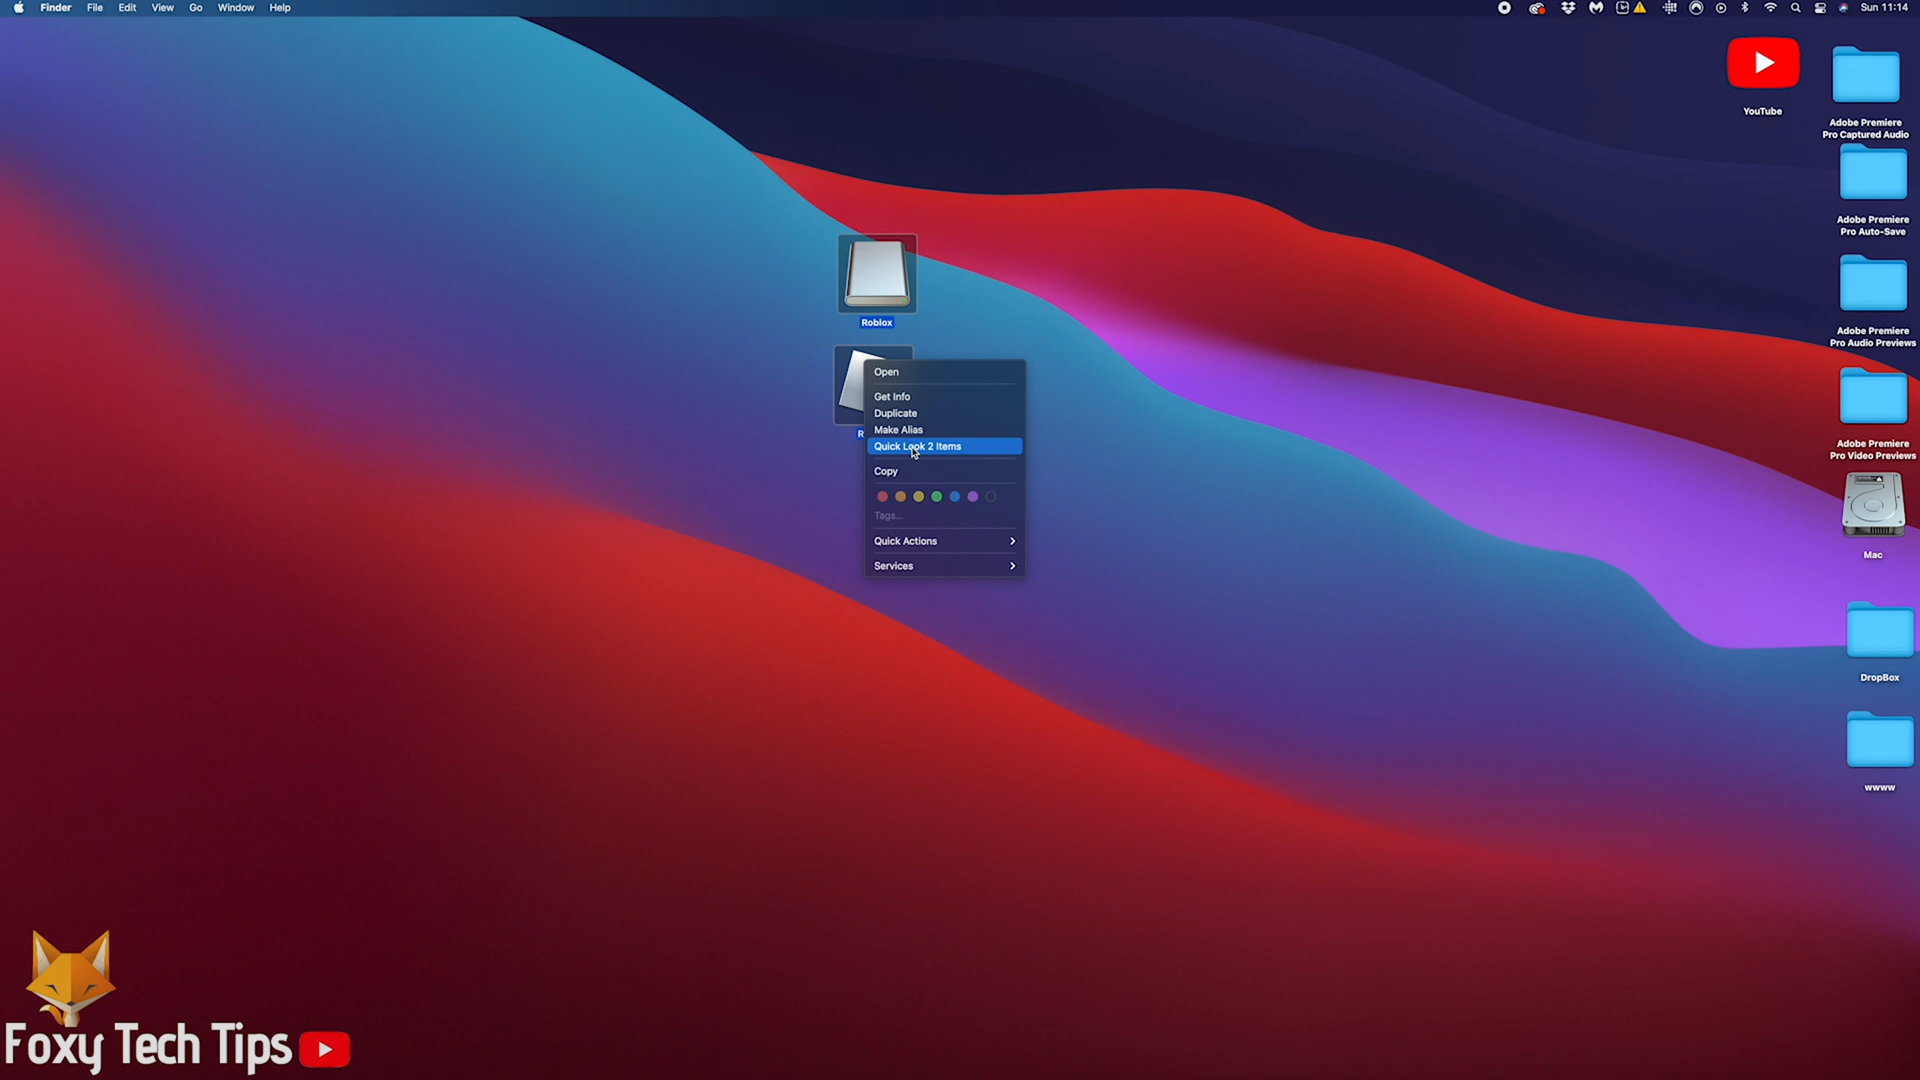 Finder File Edit View Go Window Help
Sun 11:14
YouTube
Adobe Premiere
Pro Captured Audio
Adobe Premiere
Pro Auto-Save
Roblox
Adobe Premiere
Pro Audio Previews
Open
Get Info
Duplicate
Make Alias
R
Quick Look 2 Items
Adobe Premiere
Pro Video Previews
Copy
Tags...
Quick Actions
Services
Mac
DropBox
wwww
Foxy Tech Tips